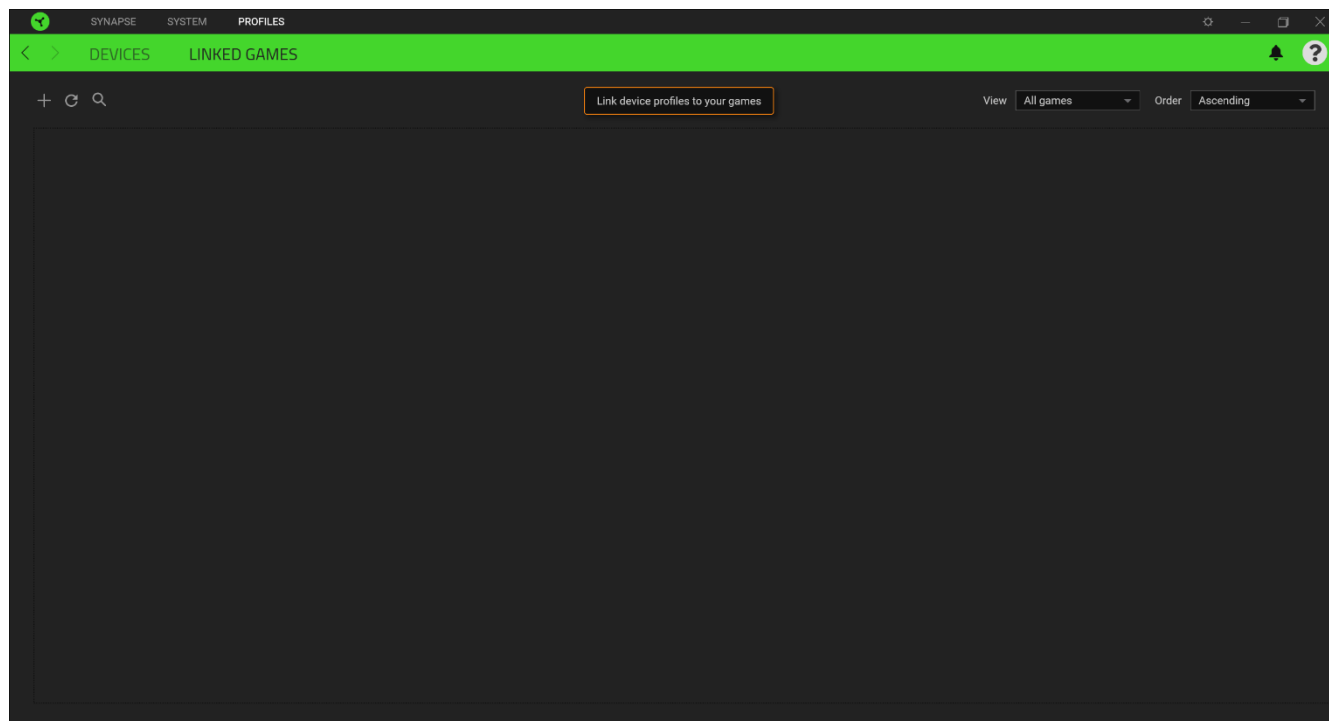 SYNAPSE SYSTEM PROFILES
DEVICES LINKED GAMES ?
Link device profiles to your games View All games Order Ascending